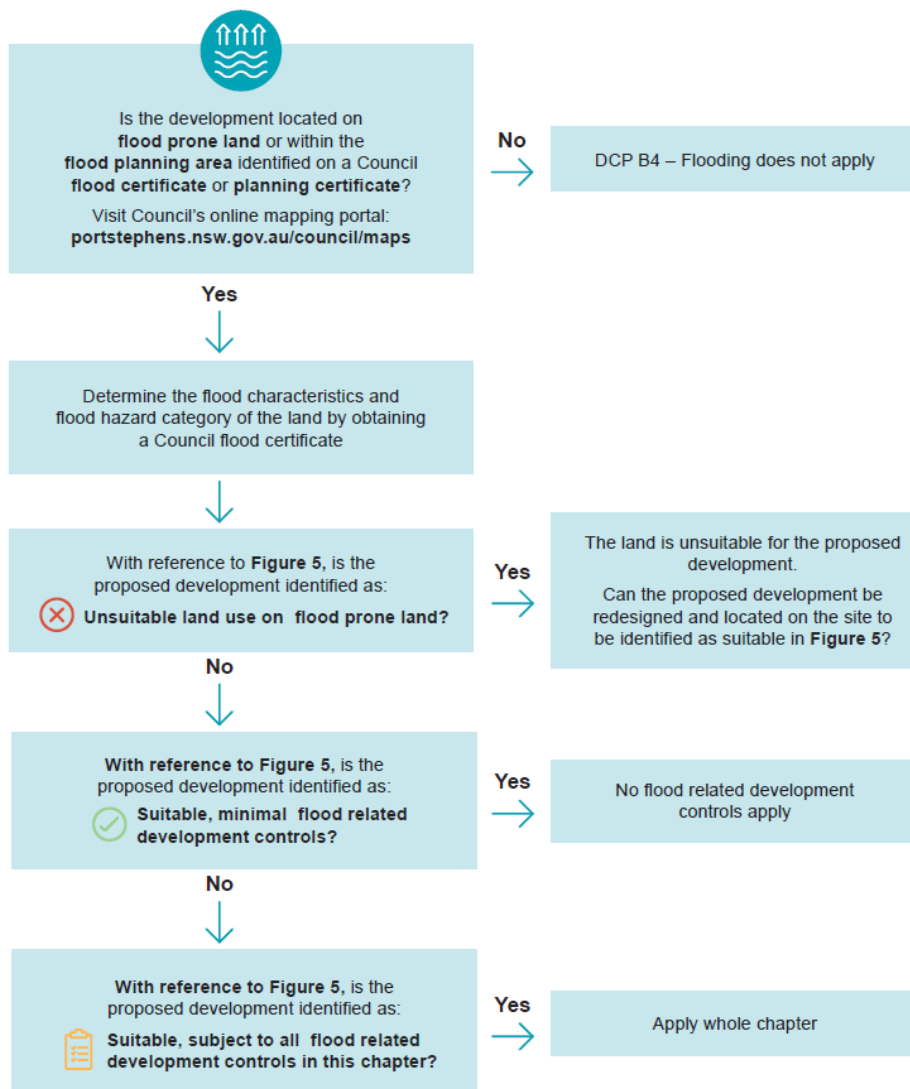 Is the development located on
flood prone land or within the
flood planning area identified on a Council
flood certificate or planning certificate?
Visit Council's online mapping portal:
portstephens.nsw.gov.au/council/maps
No
DCP B4 – Flooding does not apply
Yes
Determine the flood characteristics and
flood hazard category of the land by obtaining
a Council flood certificate
With reference to Figure 5, is the
proposed development identified as:
Unsuitable land use on flood prone land?
Yes
The land is unsuitable for the proposed
development.
Can the proposed development be
redesigned and located on the site to
be identified as suitable in Figure 5?
No
With reference to Figure 5, is the
proposed development identified as:
Suitable, minimal flood related
development controls?
Yes
No flood related development
controls apply
No
With reference to Figure 5, is the
proposed development identified as:
Suitable, subject to all flood related
development controls in this chapter?
Yes
Apply whole chapter